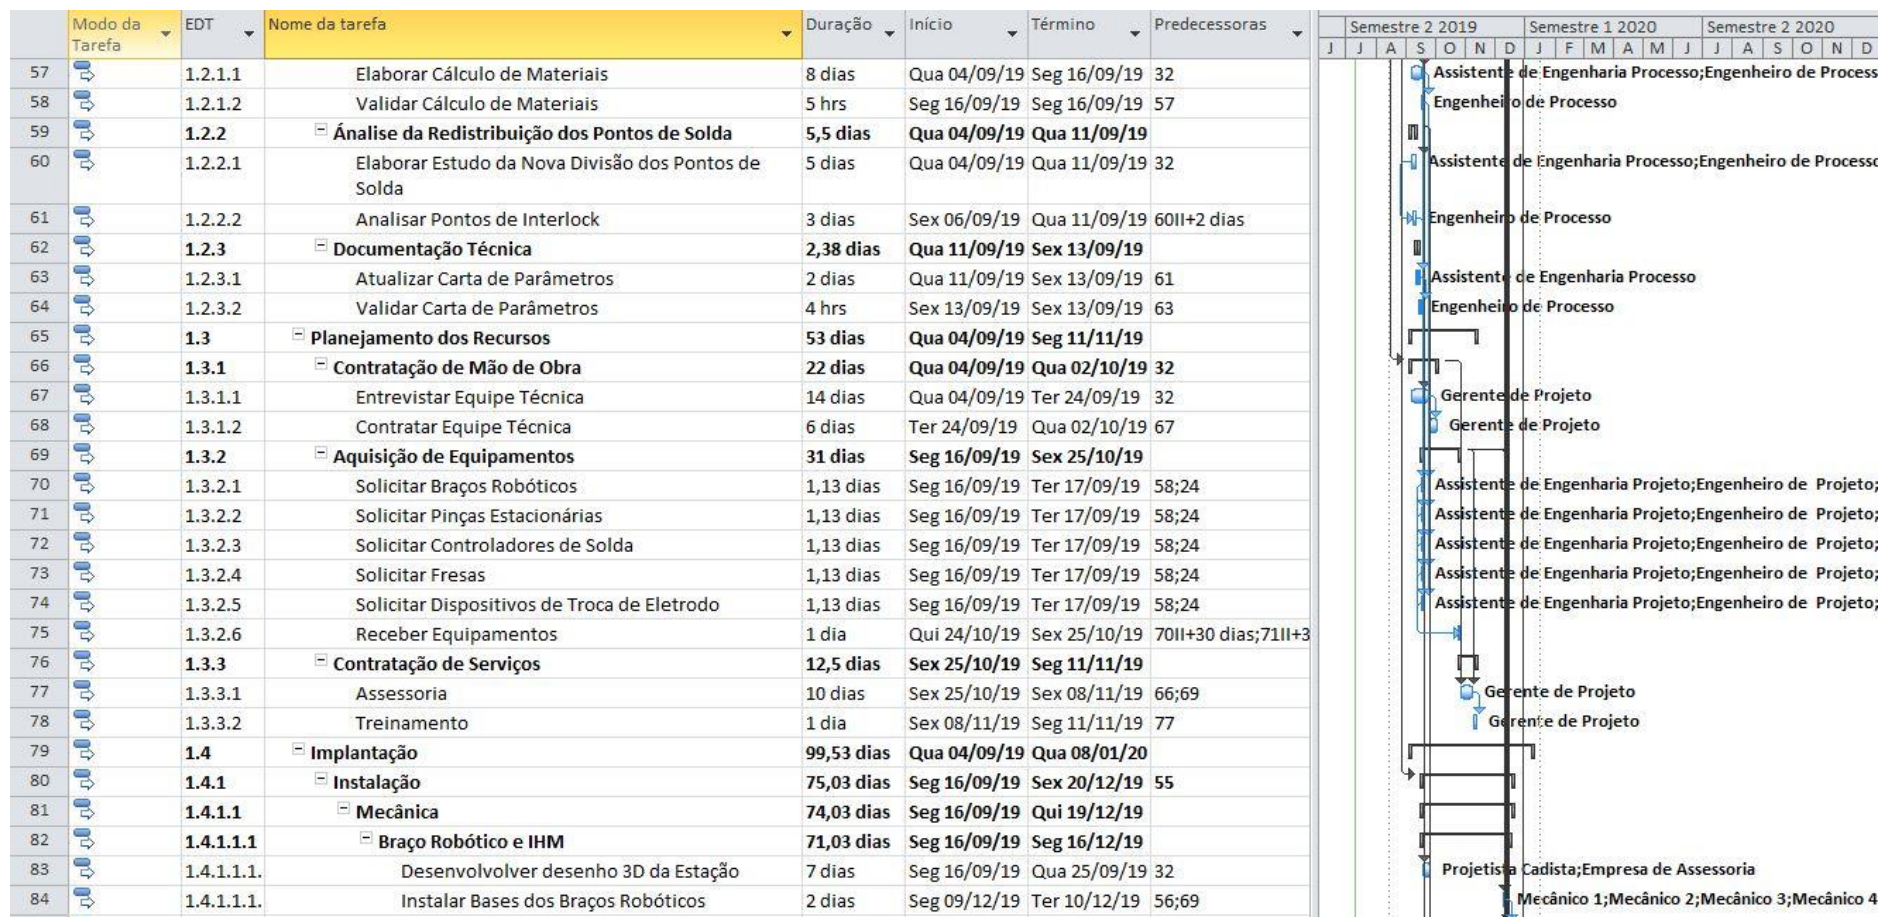 Modo da Tarefa EDT Nome da tarefa Duração Início Término Predecessoras Semestre 2 2019 Semestre 1 2020 Semestre 2 2020
J J A S O N D J F M A M J J A S O N D
57 1.2.1.1 Elaborar Cálculo de Materiais 8 dias Qua 04/09/19 Seg 16/09/19 32 Assistente de Engenharia Processo;Engenheiro de Process
58 1.2.1.2 Validar Cálculo de Materiais 5 hrs Seg 16/09/19 Seg 16/09/19 57 Engenheiro de Processo
59 1.2.2 Ánalise da Redistribuição dos Pontos de Solda 5,5 dias Qua 04/09/19 Qua 11/09/19
60 1.2.2.1 Elaborar Estudo da Nova Divisão dos Pontos de Solda 5 dias Qua 04/09/19 Qua 11/09/19 32 Assistente de Engenharia Processo;Engenheiro de Processo
61 1.2.2.2 Analisar Pontos de Interlock 3 dias Sex 06/09/19 Qua 11/09/19 60II+2 dias Engenheiro de Processo
62 1.2.3 Documentação Técnica 2,38 dias Qua 11/09/19 Sex 13/09/19
63 1.2.3.1 Atualizar Carta de Parâmetros 2 dias Qua 11/09/19 Sex 13/09/19 61 Assistente de Engenharia Processo
64 1.2.3.2 Validar Carta de Parâmetros 4 hrs Sex 13/09/19 Sex 13/09/19 63 Engenheiro de Processo
65 1.3 Planejamento dos Recursos 53 dias Qua 04/09/19 Seg 11/11/19
66 1.3.1 Contratação de Mão de Obra 22 dias Qua 04/09/19 Qua 02/10/19 32
67 1.3.1.1 Entrevistar Equipe Técnica 14 dias Qua 04/09/19 Ter 24/09/19 32 Gerente de Projeto
68 1.3.1.2 Contratar Equipe Técnica 6 dias Ter 24/09/19 Qua 02/10/19 67 Gerente de Projeto
69 1.3.2 Aquisição de Equipamentos 31 dias Seg 16/09/19 Sex 25/10/19
70 1.3.2.1 Solicitar Braços Robóticos 1,13 dias Seg 16/09/19 Ter 17/09/19 58;24 Assistente de Engenharia Projeto;Engenheiro de Projeto;
71 1.3.2.2 Solicitar Pinças Estacionárias 1,13 dias Seg 16/09/19 Ter 17/09/19 58;24 Assistente de Engenharia Projeto;Engenheiro de Projeto;
72 1.3.2.3 Solicitar Controladores de Solda 1,13 dias Seg 16/09/19 Ter 17/09/19 58;24 Assistente de Engenharia Projeto;Engenheiro de Projeto;
73 1.3.2.4 Solicitar Fresas 1,13 dias Seg 16/09/19 Ter 17/09/19 58;24 Assistente de Engenharia Projeto;Engenheiro de Projeto;
74 1.3.2.5 Solicitar Dispositivos de Troca de Eletrodo 1,13 dias Seg 16/09/19 Ter 17/09/19 58;24 Assistente de Engenharia Projeto;Engenheiro de Projeto;
75 1.3.2.6 Receber Equipamentos 1 dia Qui 24/10/19 Sex 25/10/19 70II+30 dias;71II+3
76 1.3.3 Contratação de Serviços 12,5 dias Sex 25/10/19 Seg 11/11/19
77 1.3.3.1 Assessoria 10 dias Sex 25/10/19 Sex 08/11/19 66;69 Gerente de Projeto
78 1.3.3.2 Treinamento 1 dia Sex 08/11/19 Seg 11/11/19 77 Gerente de Projeto
79 1.4 Implantação 99,53 dias Qua 04/09/19 Qua 08/01/20
80 1.4.1 Instalação 75,03 dias Seg 16/09/19 Sex 20/12/19 55
81 1.4.1.1 Mecânica 74,03 dias Seg 16/09/19 Qui 19/12/19
82 1.4.1.1.1 Braço Robótico e IHM 71,03 dias Seg 16/09/19 Seg 16/12/19
83 1.4.1.1.1. Desenvolvolver desenho 3D da Estação 7 dias Seg 16/09/19 Qua 25/09/19 32 Projetista Cadista;Empresa de Assessoria
84 1.4.1.1.1. Instalar Bases dos Braços Robóticos 2 dias Seg 09/12/19 Ter 10/12/19 56;69 Mecânico 1;Mecânico 2;Mecânico 3;Mecânico 4